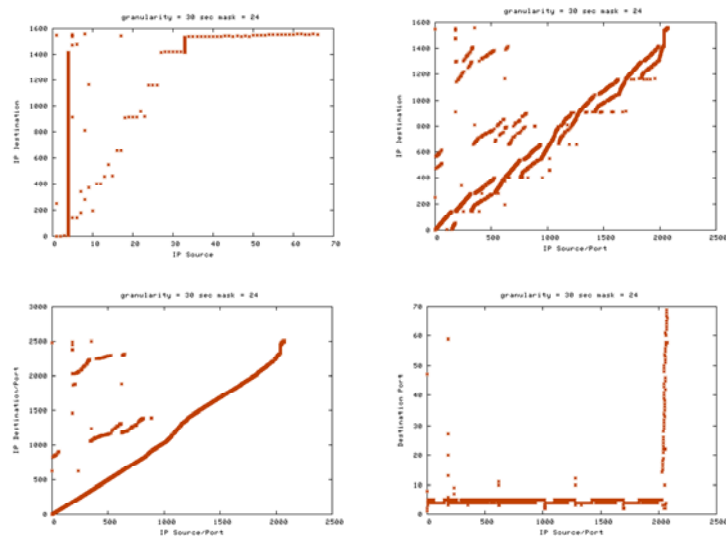 granularity = 30 sec mask = 24
1600
1400
1200
1000
800
600
400
200
0
IP Destination
0 10 20 30 40 50 60 70
IP Source
granularity = 30 sec mask = 24
1600
1400
1200
1000
800
600
400
200
0
IP Destination
0 500 1000 1500 2000 2500
IP Source/Port
granularity = 30 sec mask = 24
3000
2500
2000
1500
1000
500
0
IP Destination/Port
0 500 1000 1500 2000 2500
IP Source/Port
granularity = 30 sec mask = 24
70
60
50
40
30
20
10
0
Destination Port
0 500 1000 1500 2000 2500
IP Source/Port